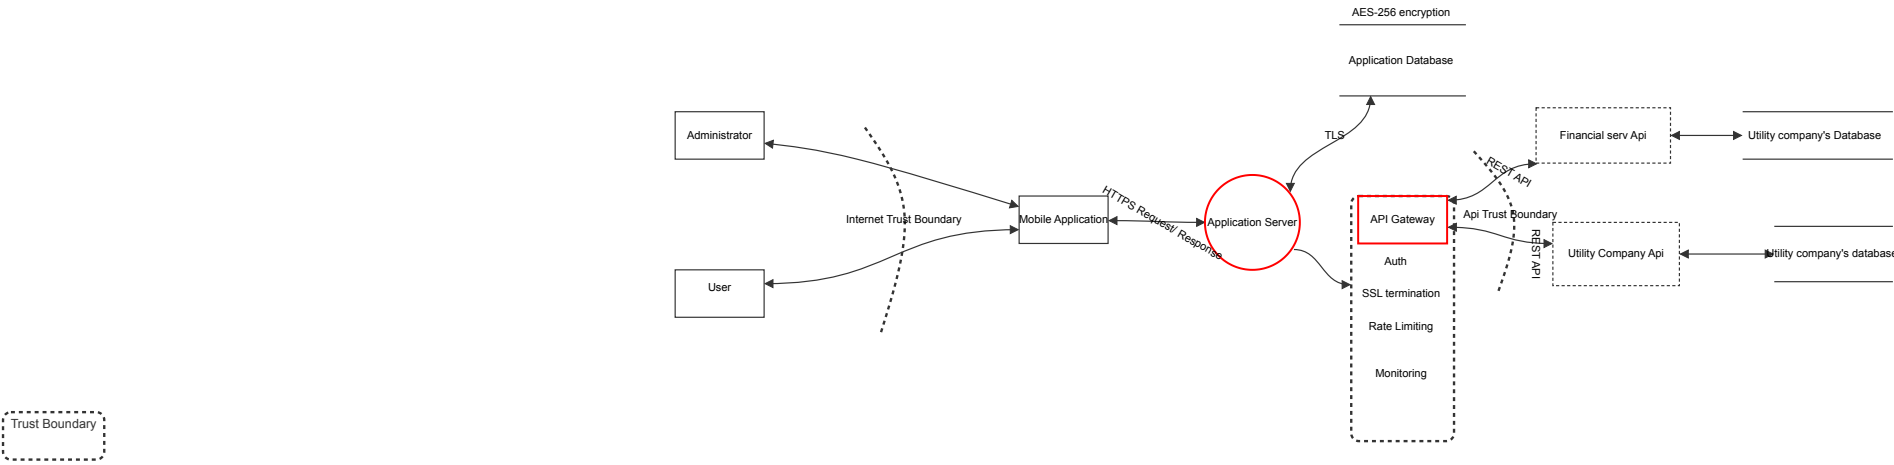 AES-256 encryption
Application Database
TLS
Administrator
Financial serv Api
Utility company's Database
REST API
HTTPS Request/ Response
Internet Trust Boundary
Mobile Application
Application Server
API Gateway
Api Trust Boundary
REST API
Utility Company Api
Utility company's database
Auth
User
SSL termination
Rate Limiting
Monitoring
Trust Boundary